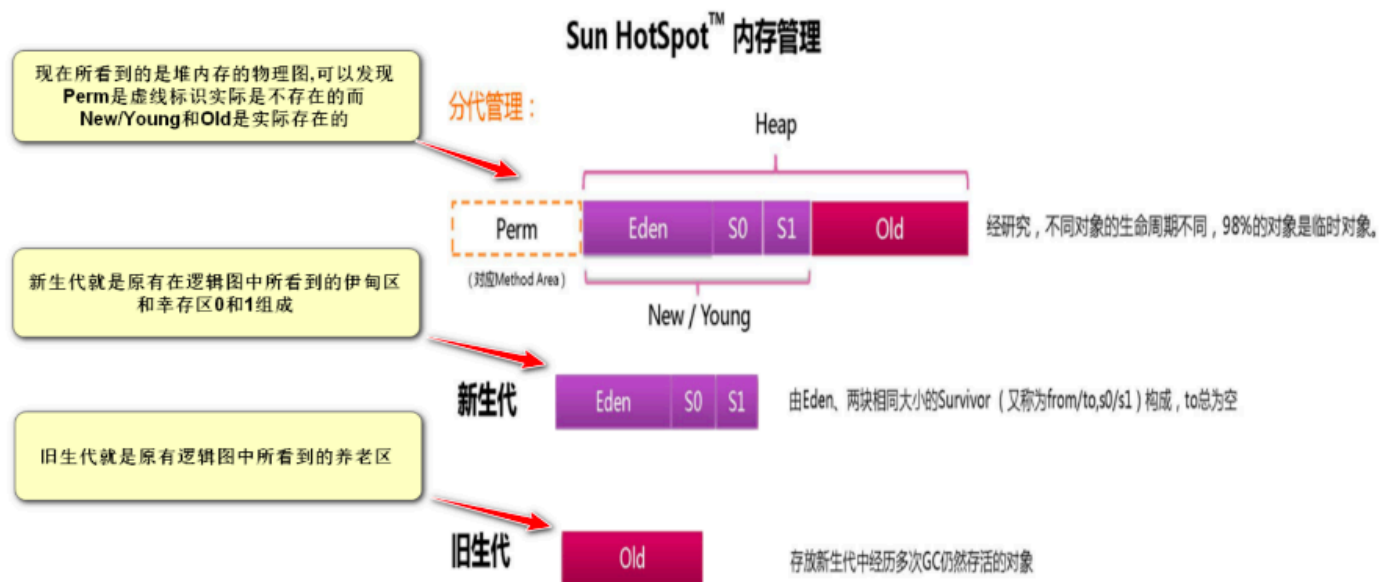 Sun HotSpot™ 内存管理
现在所看到的是堆内存的物理图,可以发现
Perm是虚线标识实际是不存在的而
New/Young和Old是实际存在的
分代管理：
Heap
Perm
Eden
S0
S1
Old
经研究，不同对象的生命周期不同，98%的对象是临时对象。
（对应Method Area）
New / Young
新生代就是原有在逻辑图中所看到的伊甸区
和幸存区0和1组成
新生代
Eden
S0
S1
由Eden、两块相同大小的Survivor（又称为from/to,s0/s1）构成，to总为空
旧生代就是原有逻辑图中所看到的养老区
旧生代
Old
存放新生代中经历多次GC仍然存活的对象